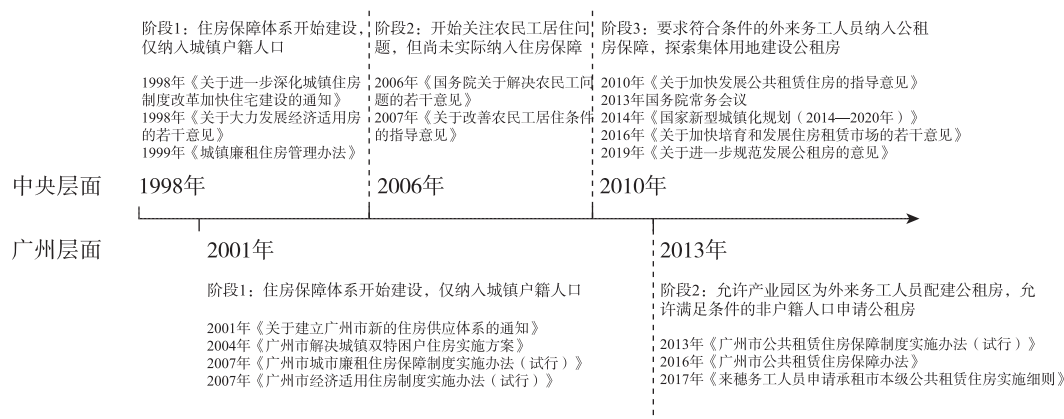 阶段1：住房保障体系开始建设，
仅纳入城镇户籍人口
1998年《关于进一步深化城镇住房
制度改革加快住宅建设的通知》
1998年《关于大力发展经济适用房
的若干意见》
1999年《城镇廉租住房管理办法》
阶段2：开始关注农民工居住问
题，但尚未实际纳入住房保障
2006年《国务院关于解决农民工问
题的若干意见》
2007年《关于改善农民工居住条件
的指导意见》
阶段3：要求符合条件的外来务工人员纳入公租
房保障，探索集体用地建设公租房
2010年《关于加快发展公共租赁住房的指导意见》
2013年国务院常务会议
2014年《国家新型城镇化规划（2014—2020年）》
2016年《关于加快培育和发展住房租赁市场的若干意见》
2019年《关于进一步规范发展公租房的意见》
中央层面
1998年
2006年
2010年
广州层面
2001年
2013年
阶段1：住房保障体系开始建设，仅纳入城镇户籍人口
2001年《关于建立广州市新的住房供应体系的通知》
2004年《广州市解决城镇双特困户住房实施方案》
2007年《广州市城市廉租住房保障制度实施办法（试行）》
2007年《广州市经济适用住房制度实施办法（试行）》
阶段2：允许产业园区为外来务工人员配建公租房，允
许满足条件的非户籍人口申请公租房
2013年《广州市公共租赁住房保障制度实施办法（试行）》
2016年《广州市公共租赁住房保障办法》
2017年《来穗务工人员申请承租市本级公共租赁住房实施细则》